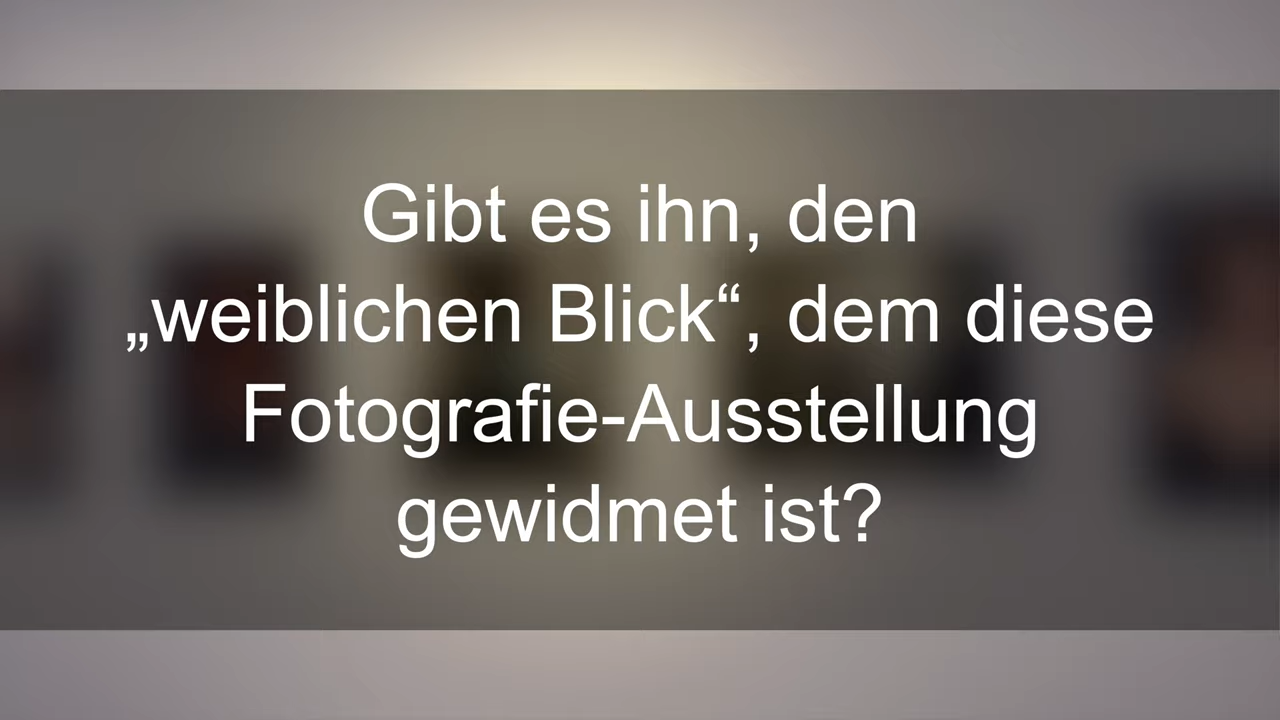 Gibt es ihn, den
„weiblichen Blick“, dem diese
Fotografie-Ausstellung
gewidmet ist?